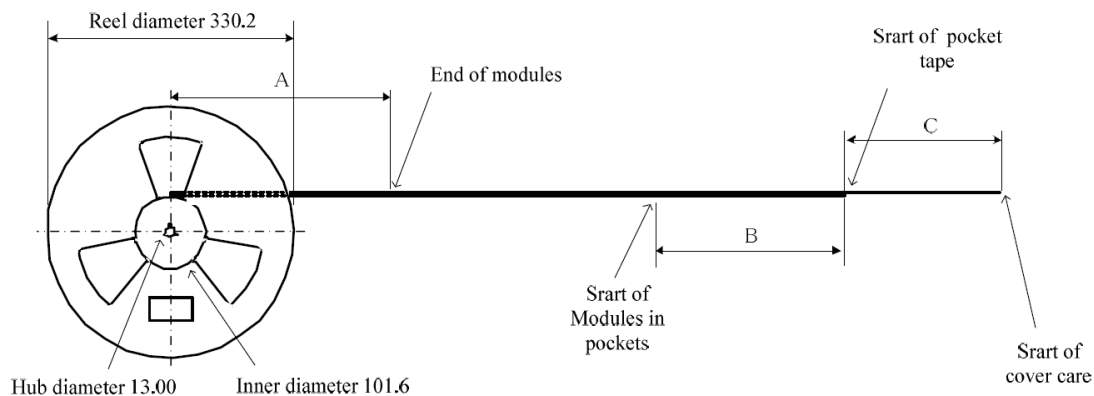 Reel diameter 330.2
A
End of modules
Srart of pocket
tape
C
B
Srart of
Modules in
pockets
Srart of
cover care
Hub diameter 13.00
Inner diameter 101.6